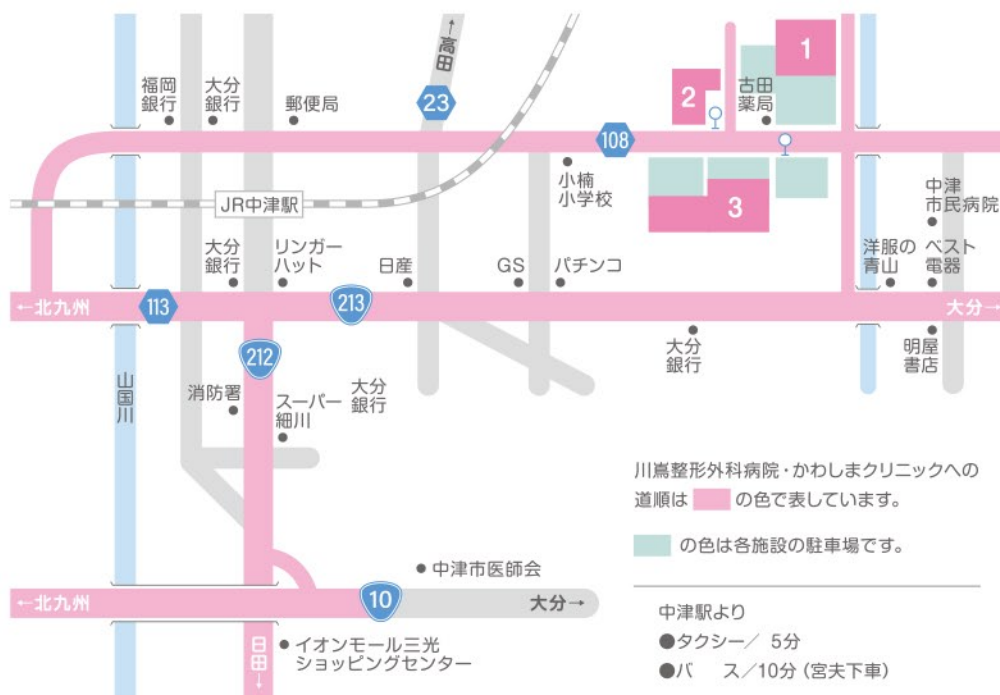 ←高田
23
1
2
古田
薬局
福岡
銀行
大分
銀行
郵便局
108
小楠
小学校
3
JR中津駅
中津
市民病院
大分
銀行
リンガー
ハット
日産
GS
パチンコ
洋服の
青山
ベスト
電器
←北九州
113
213
大分→
212
大分
銀行
明屋
書店
山国川
消防署
スーパー
細川
大分
銀行
川嶌整形外科病院・かわしまクリニックへの
道順は の色で表しています。
の色は各施設の駐車場です。
中津市医師会
←北九州
10
大分→
日田→
イオンモール三光
ショッピングセンター
中津駅より
●タクシー/ 5分
●バ ス/10分(宮夫下車)